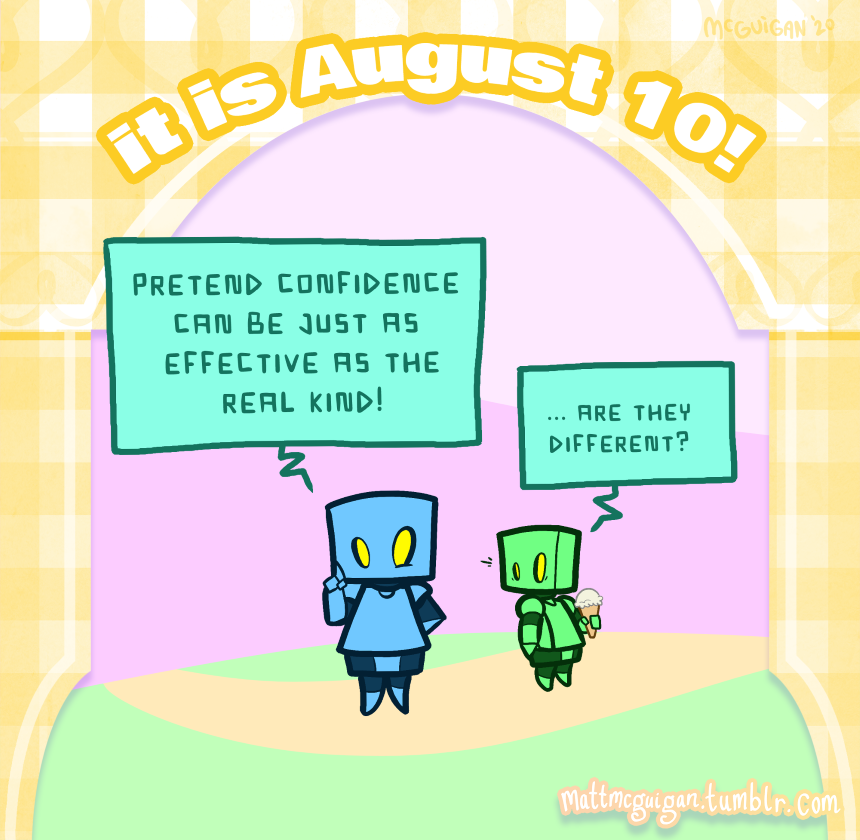 McGUiGAN '20
it is August 10!
PRETEND CONFIDENCE
CAN BE JUST AS
EFFECTIVE AS THE
REAL KIND!
... ARE THEY
DIFFERENT?
mattmcguigan.tumblr.com